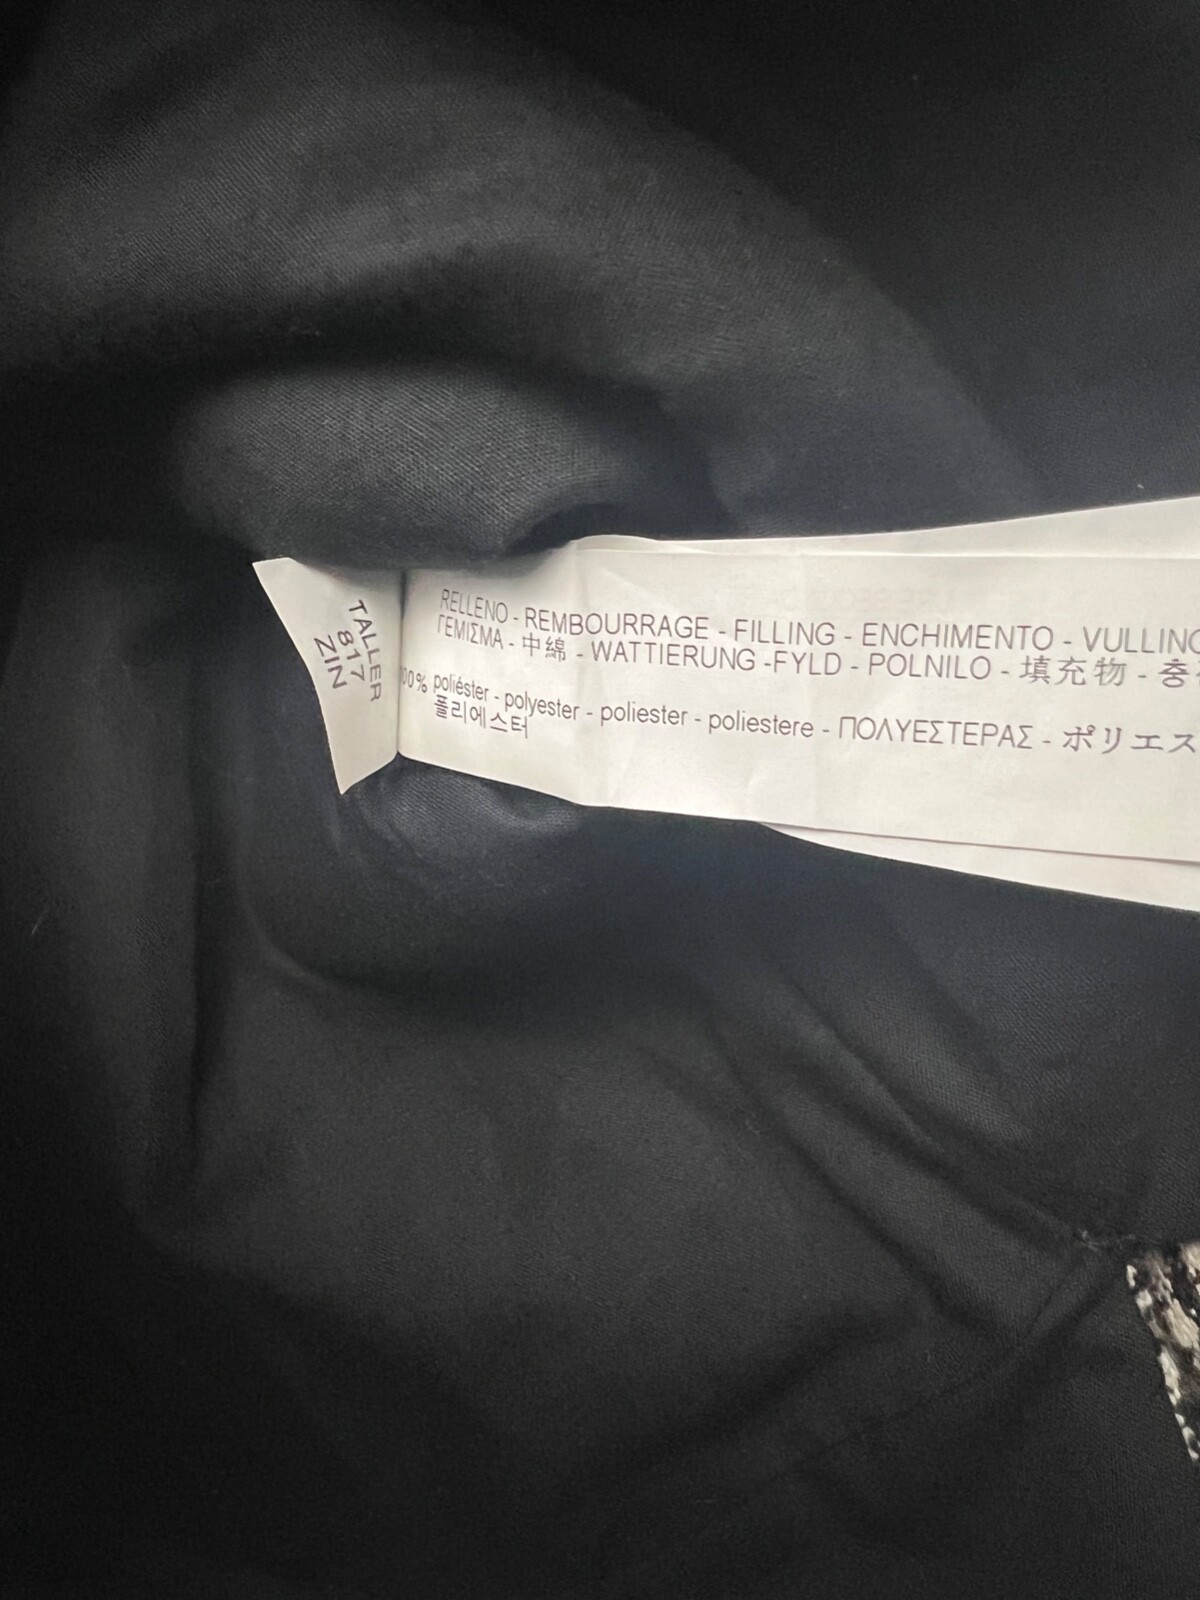 TALLER
817
ZIN
RELLENO - REMBOURRAGE - FILLING - ENCHIMENTO - VULLING
ΓΕΜΙΣΜΑ - 中綿 - WATTIERUNG -FYLD - POLNILO - 填充物 -
00% poliéster - polyester - poliester - poliestere - ΠΟΛΥΕΣΤΕΡΑΣ - ポリエス
폴리에스터